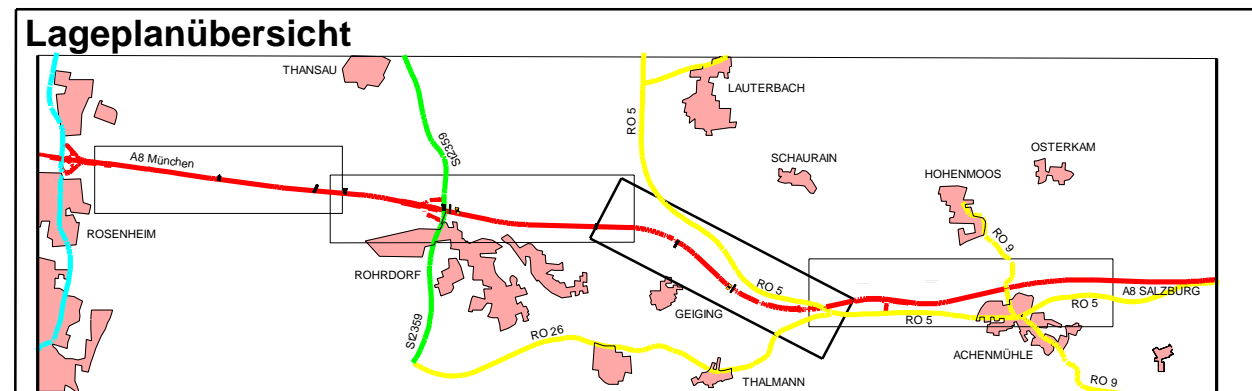 Lageplanübersicht
THANSAU
LAUTERBACH
RO 5
St2359
A8 München
SCHAURAIN
OSTERKAM
HOHENMOOS
ROSENHEIM
RO 9
ROHRDORF
RO 5
A8 SALZBURG
RO 5
GEIGING
RO 5
St2359
RO 26
ACHENMÜHLE
THALMANN
RO 9